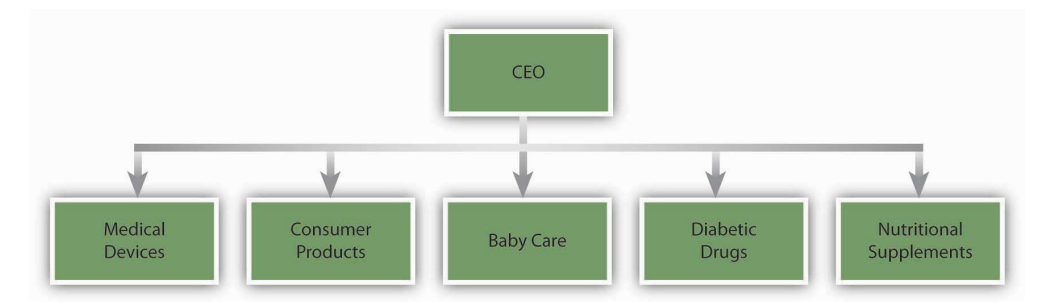 CEO
Medical
Devices
Consumer
Products
Baby Care
Diabetic
Drugs
Nutritional
Supplements